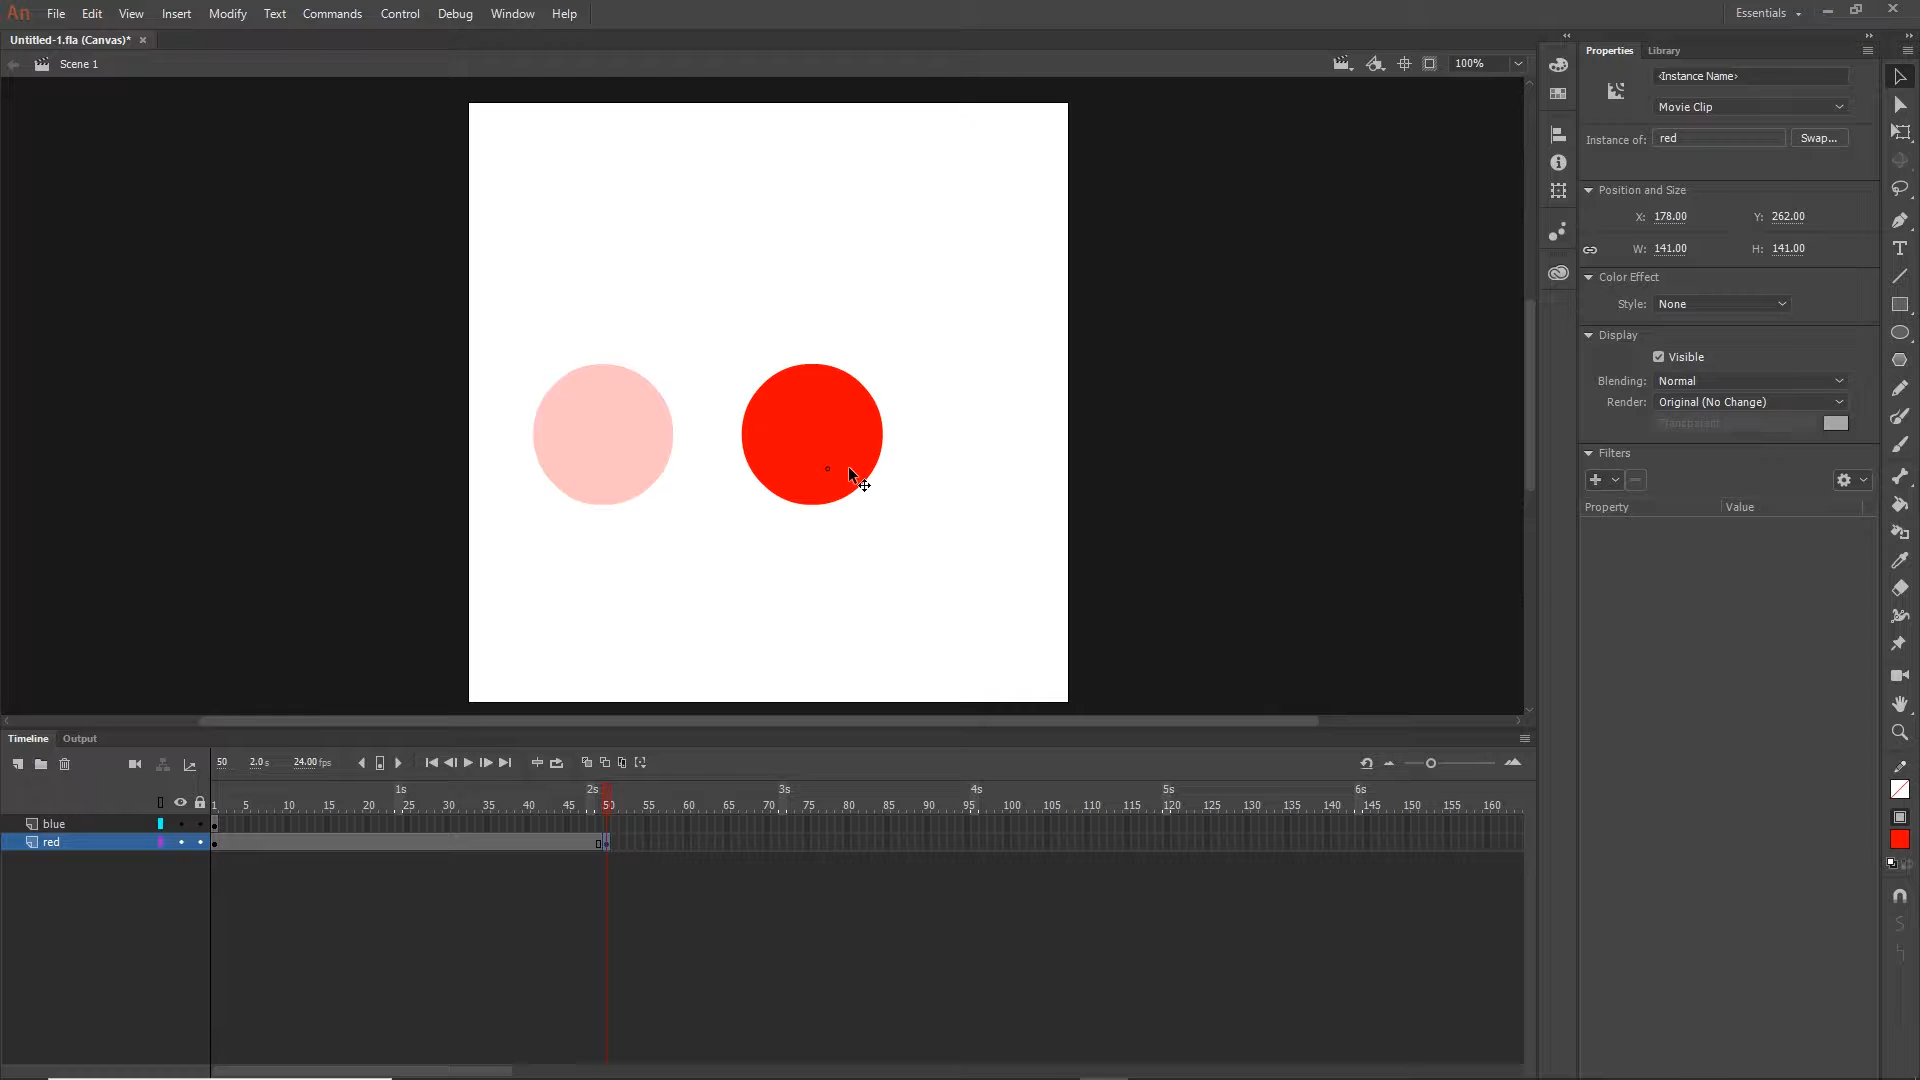 An File Edit View Insert Modify Text Commands Control Debug Window Help Essentials
Untitled-1.fla (Canvas)* ×
Scene 1 100%
Properties Library
<Instance Name>
Movie Clip
Instance of: red Swap...
Position and Size
X: 178.00 Y: 262.00
W: 141.00 H: 141.00
Color Effect
Style: None
Display
Visible
Blending: Normal
Render: Original (No Change)
Transparent
Filters
Property Value
Timeline Output
50 2.0 s 24.00 fps
1s 2s 3s 4s 5s 6s
1 5 10 15 20 25 30 35 40 45 50 55 60 65 70 75 80 85 90 95 100 105 110 115 120 125 130 135 140 145 150 155 160
blue
red